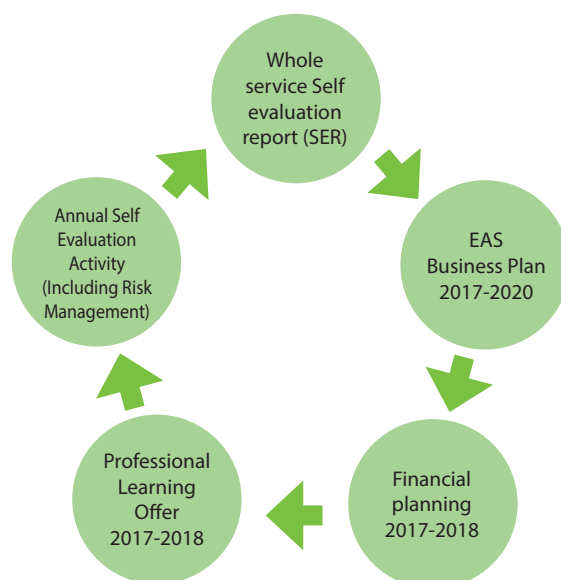 Whole
service Self
evaluation
report (SER)
EAS
Business Plan
2017-2020
Financial
planning
2017-2018
Professional
Learning
Offer
2017-2018
Annual Self
Evaluation
Activity
(Including Risk
Management)